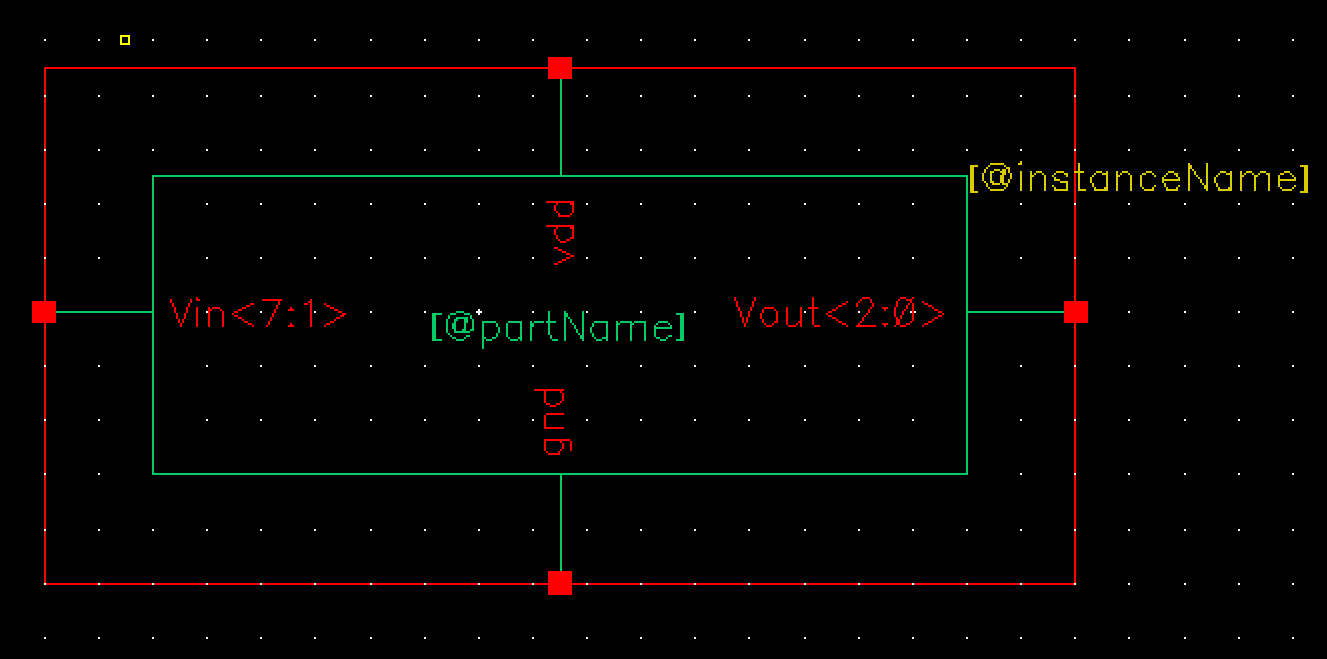 [@instanceName]
vdd
Vin<7:1>
[@partName]
Vout<2:0>
gnd